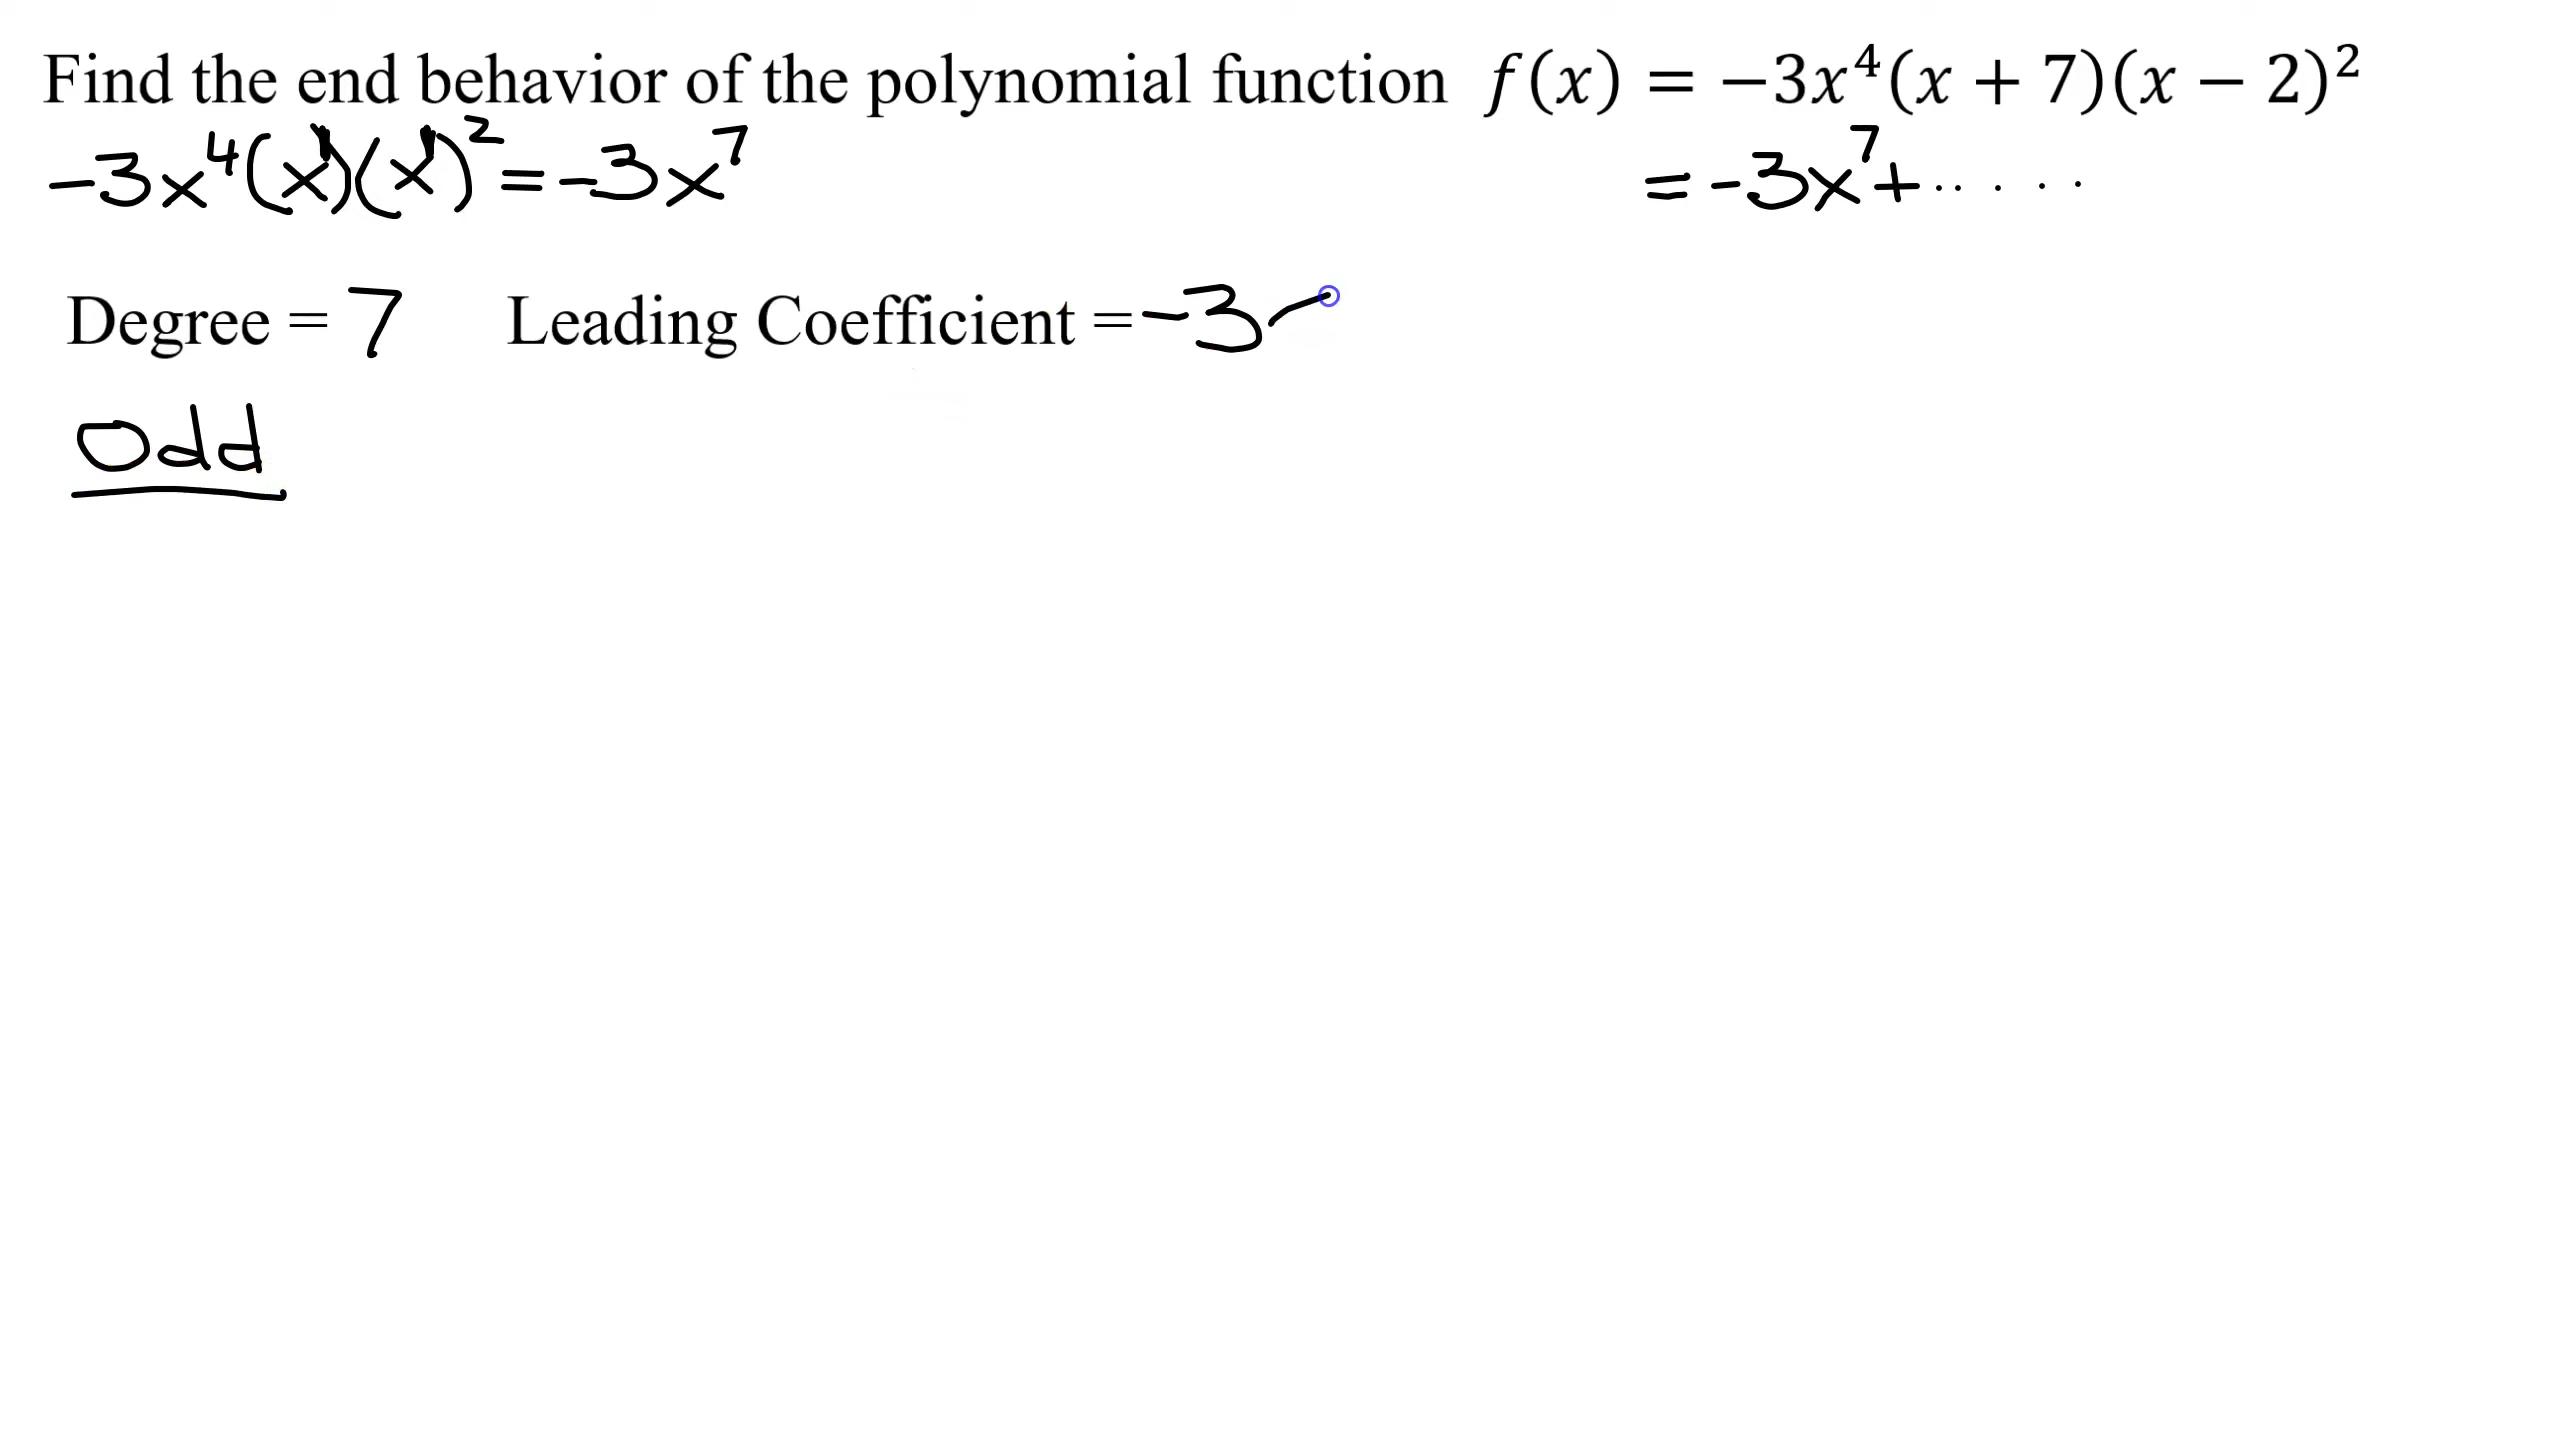 Find the end behavior of the polynomial function f(x) = −3x⁴(x + 7)(x − 2)²
-3x⁴(x¹)(x¹)² = -3x⁷ = -3x⁷+......
Degree = 7 Leading Coefficient = -3
Odd